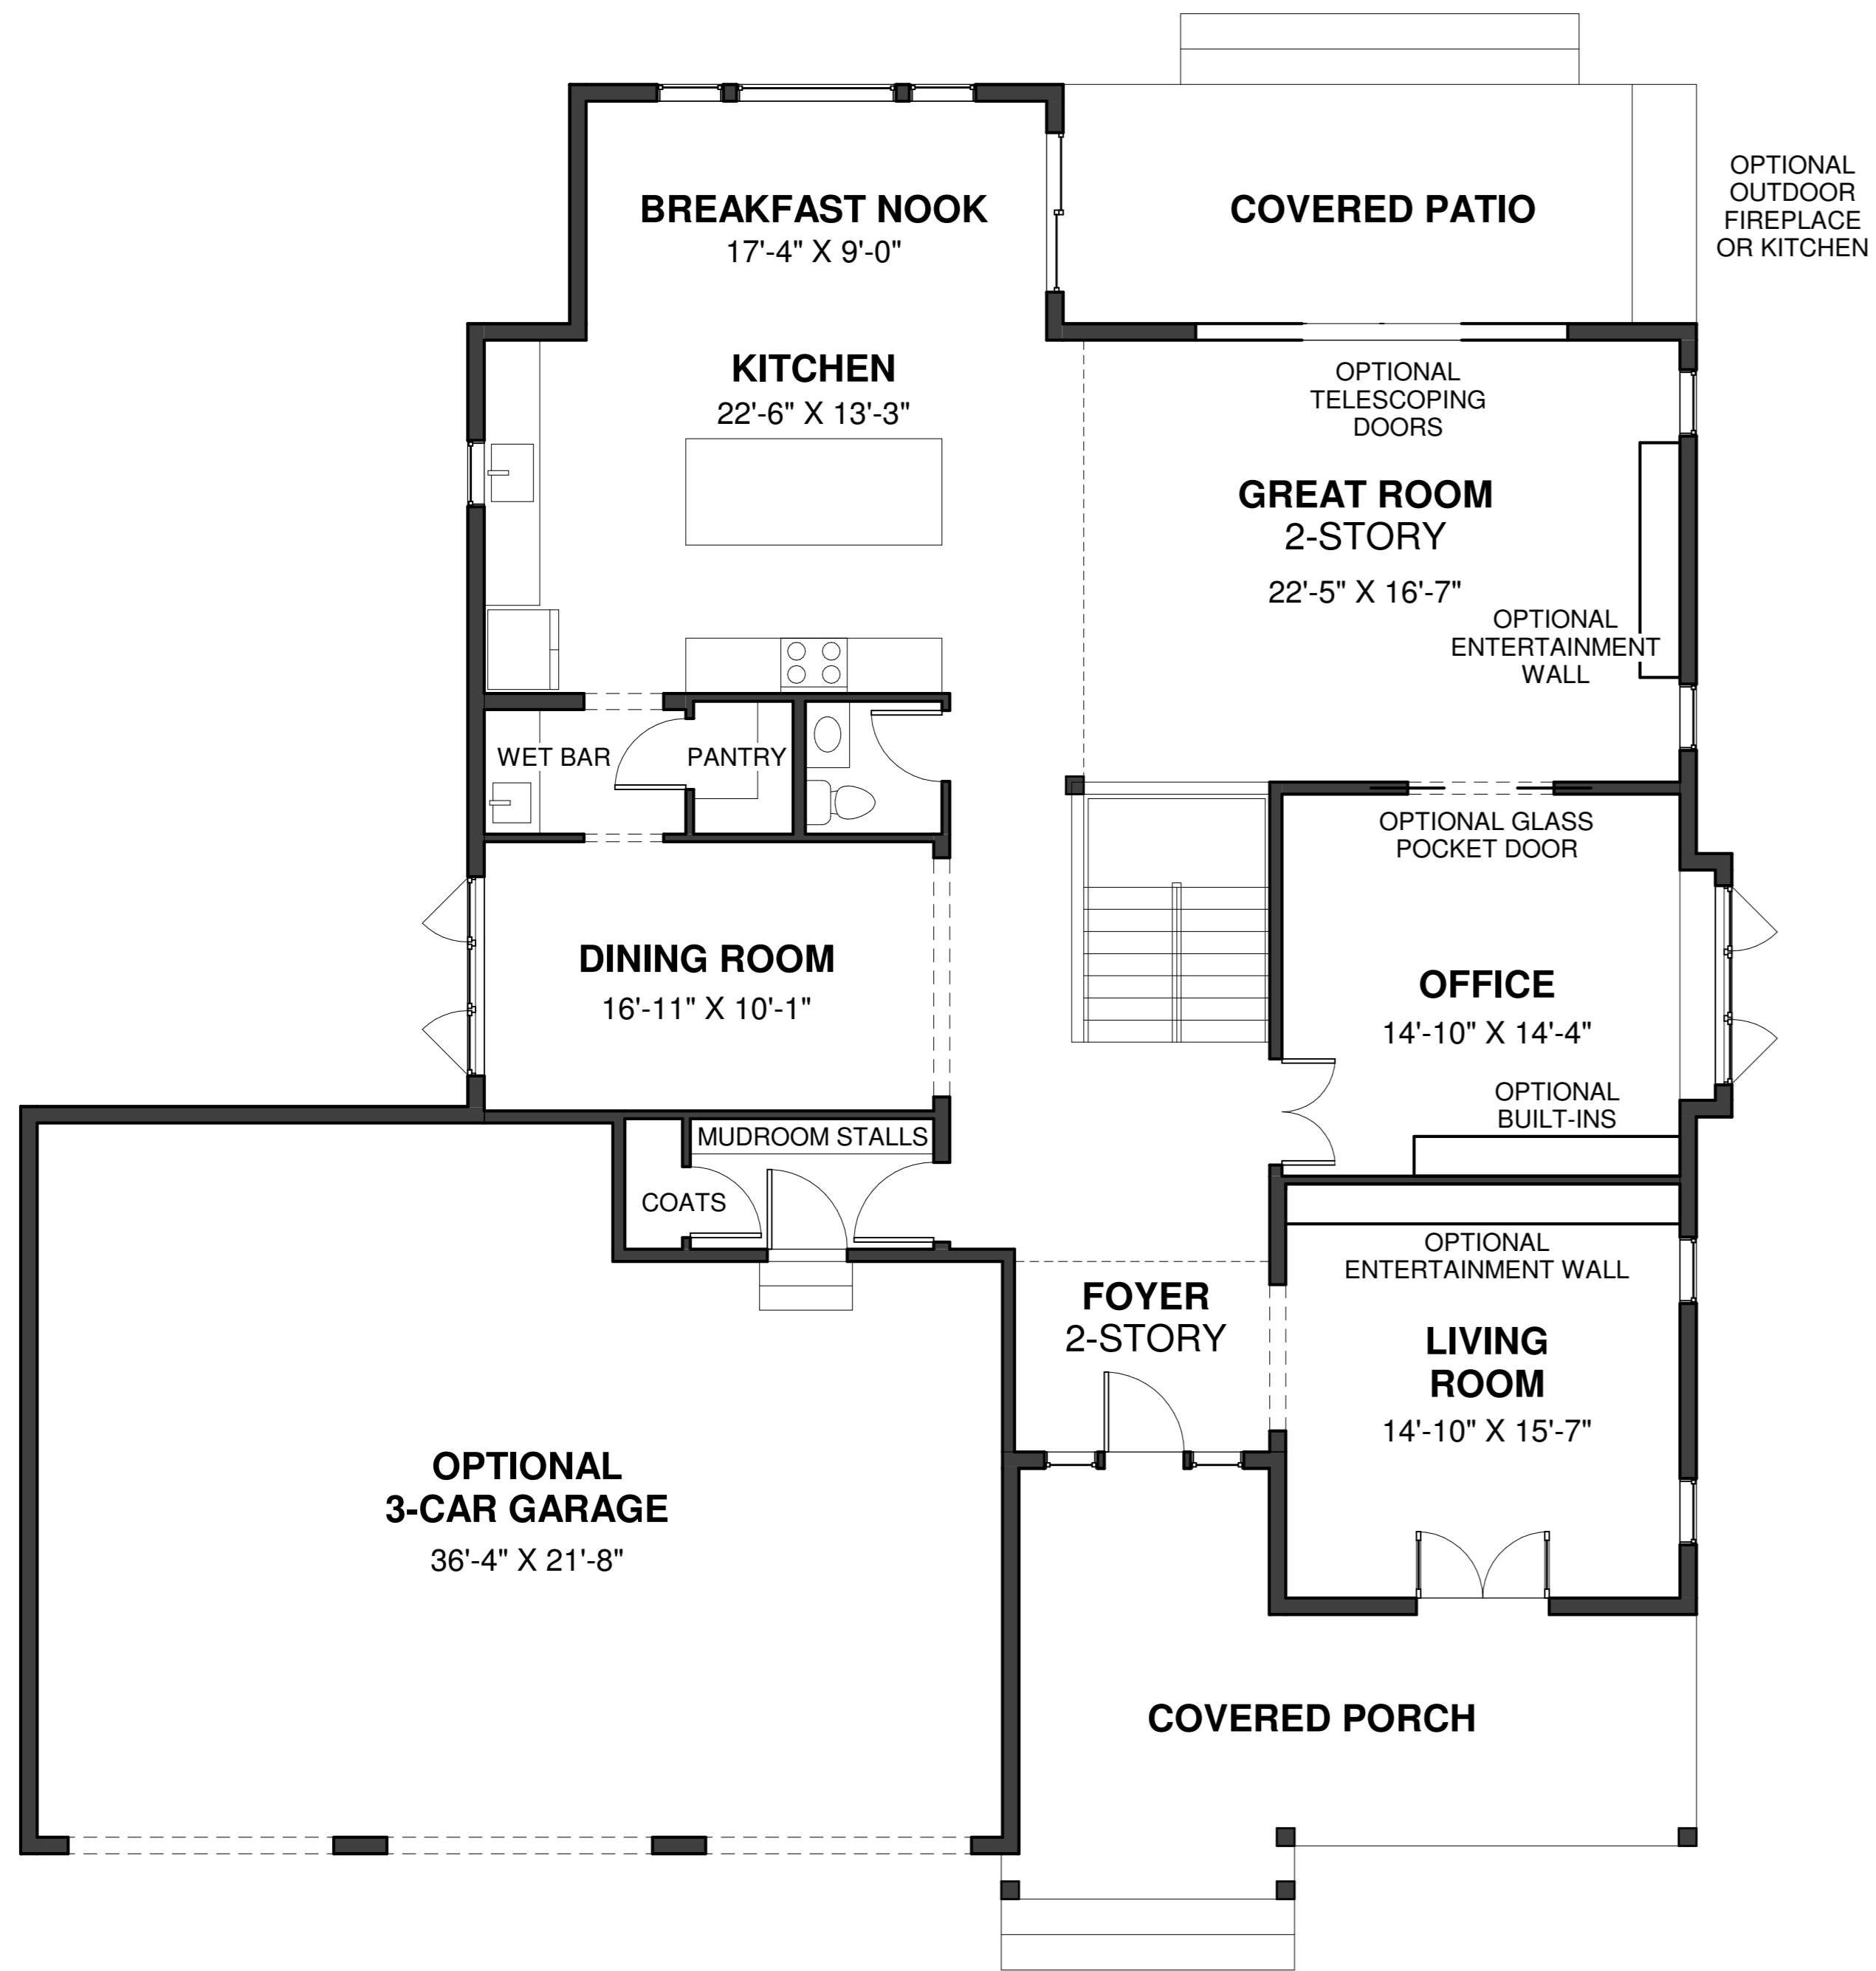 BREAKFAST NOOK
17'-4" X 9'-0"
COVERED PATIO
OPTIONAL
OUTDOOR
FIREPLACE
OR KITCHEN
KITCHEN
22'-6" X 13'-3"
OPTIONAL
TELESCOPING
DOORS
GREAT ROOM
2-STORY
22'-5" X 16'-7"
OPTIONAL
ENTERTAINMENT
WALL
WET BAR
PANTRY
OPTIONAL GLASS
POCKET DOOR
DINING ROOM
16'-11" X 10'-1"
OFFICE
14'-10" X 14'-4"
OPTIONAL
BUILT-INS
MUDROOM STALLS
COATS
OPTIONAL
ENTERTAINMENT WALL
FOYER
2-STORY
LIVING
ROOM
14'-10" X 15'-7"
OPTIONAL
3-CAR GARAGE
36'-4" X 21'-8"
COVERED PORCH